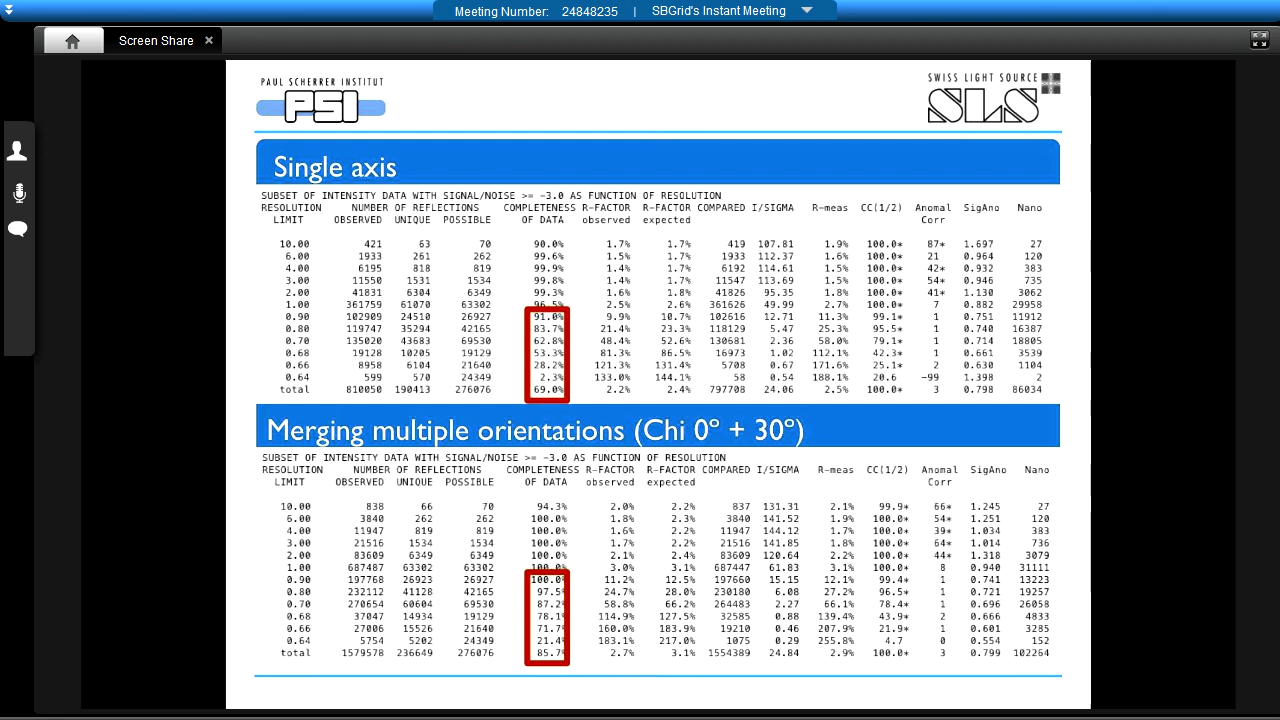 Meeting Number: 24848235 | SBGrid's Instant Meeting
Screen Share ×
PAUL SCHERRER INSTITUT
PSI
SWISS LIGHT SOURCE
SLS
Single axis
SUBSET OF INTENSITY DATA WITH SIGNAL/NOISE >= -3.0 AS FUNCTION OF RESOLUTION
RESOLUTION NUMBER OF REFLECTIONS COMPLETENESS R-FACTOR R-FACTOR COMPARED I/SIGMA R-meas CC(1/2) Anomal SigAno Nano
LIMIT OBSERVED UNIQUE POSSIBLE OF DATA observed expected Corr
10.00 421 63 70 90.0% 1.7% 1.7% 419 107.81 1.9% 100.0* 87* 1.697 27
6.00 1933 261 262 99.6% 1.5% 1.7% 1933 112.37 1.6% 100.0* 21 0.964 120
4.00 6195 818 819 99.9% 1.4% 1.7% 6192 114.61 1.5% 100.0* 42* 0.932 383
3.00 11550 1531 1534 99.8% 1.4% 1.7% 11547 113.69 1.5% 100.0* 54* 0.946 735
2.00 41831 6304 6349 99.3% 1.6% 1.8% 41826 95.35 1.8% 100.0* 41* 1.130 3062
1.00 361759 61070 63302 96.5% 2.5% 2.6% 361626 49.99 2.7% 100.0* 7 0.882 29958
0.90 102909 24510 26927 91.0% 9.9% 10.7% 102616 12.71 11.3% 99.1* 1 0.751 11912
0.80 119747 35294 42165 83.7% 21.4% 23.3% 118129 5.47 25.3% 95.5* 1 0.740 16387
0.70 135020 43683 69530 62.8% 48.4% 52.6% 130681 2.36 58.0% 79.1* 1 0.714 18805
0.68 19128 10205 19129 53.3% 81.3% 86.5% 16973 1.02 112.1% 42.3* 1 0.661 3539
0.66 8958 6104 21640 28.2% 121.3% 131.4% 5708 0.67 171.6% 25.1* 2 0.630 1104
0.64 599 570 24349 2.3% 133.0% 144.1% 58 0.54 188.1% 20.6 -99 1.398 2
total 810050 190413 276076 69.0% 2.2% 2.4% 797708 24.06 2.5% 100.0* 3 0.798 86034
Merging multiple orientations (Chi 0° + 30°)
SUBSET OF INTENSITY DATA WITH SIGNAL/NOISE >= -3.0 AS FUNCTION OF RESOLUTION
RESOLUTION NUMBER OF REFLECTIONS COMPLETENESS R-FACTOR R-FACTOR COMPARED I/SIGMA R-meas CC(1/2) Anomal SigAno Nano
LIMIT OBSERVED UNIQUE POSSIBLE OF DATA observed expected Corr
10.00 838 66 70 94.3% 2.0% 2.2% 837 131.31 2.1% 99.9* 66* 1.245 27
6.00 3840 262 262 100.0% 1.8% 2.3% 3840 141.52 1.9% 100.0* 54* 1.251 120
4.00 11947 819 819 100.0% 1.6% 2.2% 11947 144.12 1.7% 100.0* 39* 1.034 383
3.00 21516 1534 1534 100.0% 1.7% 2.2% 21516 141.85 1.8% 100.0* 64* 1.014 736
2.00 83609 6349 6349 100.0% 2.1% 2.4% 83609 120.64 2.2% 100.0* 44* 1.318 3079
1.00 687487 63302 63302 100.0% 3.0% 3.1% 687447 61.83 3.1% 100.0* 8 0.940 31111
0.90 197768 26923 26927 100.0% 11.2% 12.5% 197660 15.15 12.1% 99.4* 1 0.741 13223
0.80 232112 41128 42165 97.5% 24.7% 28.0% 230180 6.08 27.2% 96.5* 1 0.721 19257
0.70 270654 60604 69530 87.2% 58.8% 66.2% 264483 2.27 66.1% 78.4* 1 0.696 26058
0.68 37047 14934 19129 78.1% 114.9% 127.5% 32585 0.88 139.4% 43.9* 2 0.666 4833
0.66 27006 15526 21640 71.7% 160.0% 183.9% 19210 0.46 207.9% 21.9* 1 0.601 3285
0.64 5754 5202 24349 21.4% 183.1% 217.0% 1075 0.29 255.8% 4.7 0 0.554 152
total 1579578 236649 276076 85.7% 2.7% 3.1% 1554389 24.84 2.9% 100.0* 3 0.799 102264